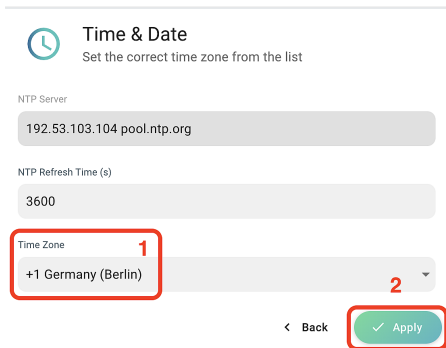 Time & Date
Set the correct time zone from the list
NTP Server
192.53.103.104 pool.ntp.org
NTP Refresh Time (s)
3600
Time Zone
1
+1 Germany (Berlin)
2
Back
Apply